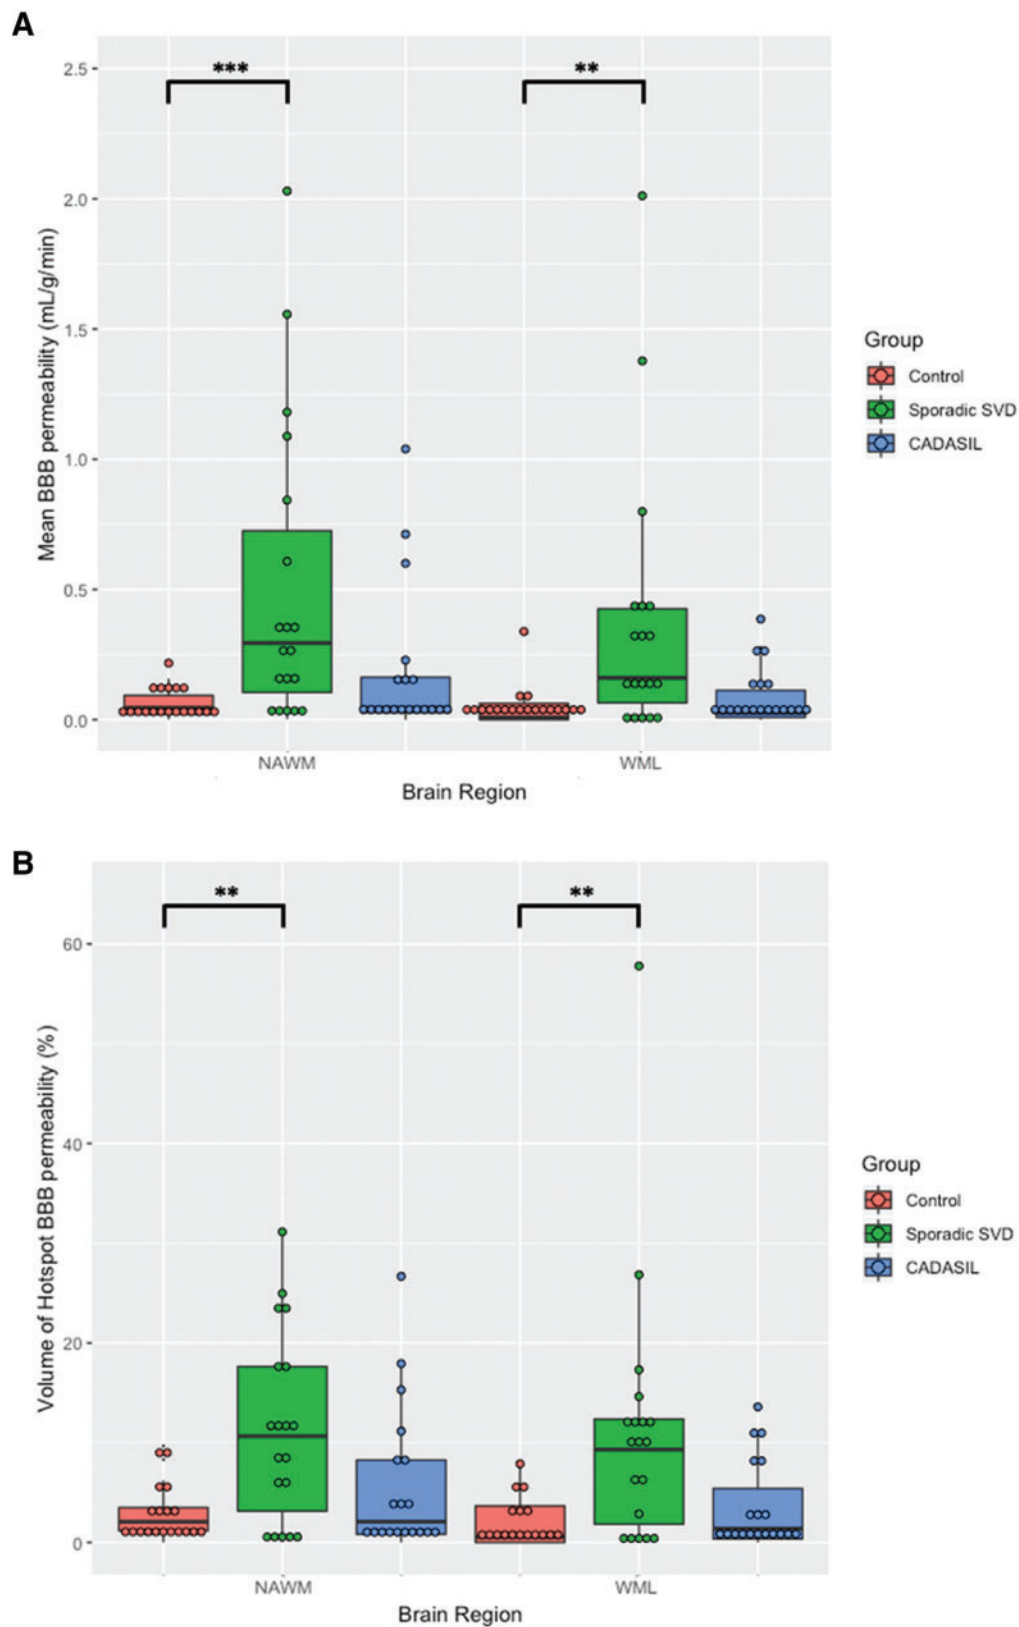 A
***
**
2.5
2.0
1.5
1.0
0.5
0.0
Mean BBB permeability (mL/g/min)
NAWM
WML
Brain Region
Group
Control
Sporadic SVD
CADASIL
B
**
**
60
40
20
0
Volume of Hotspot BBB permeability (%)
NAWM
WML
Brain Region
Group
Control
Sporadic SVD
CADASIL